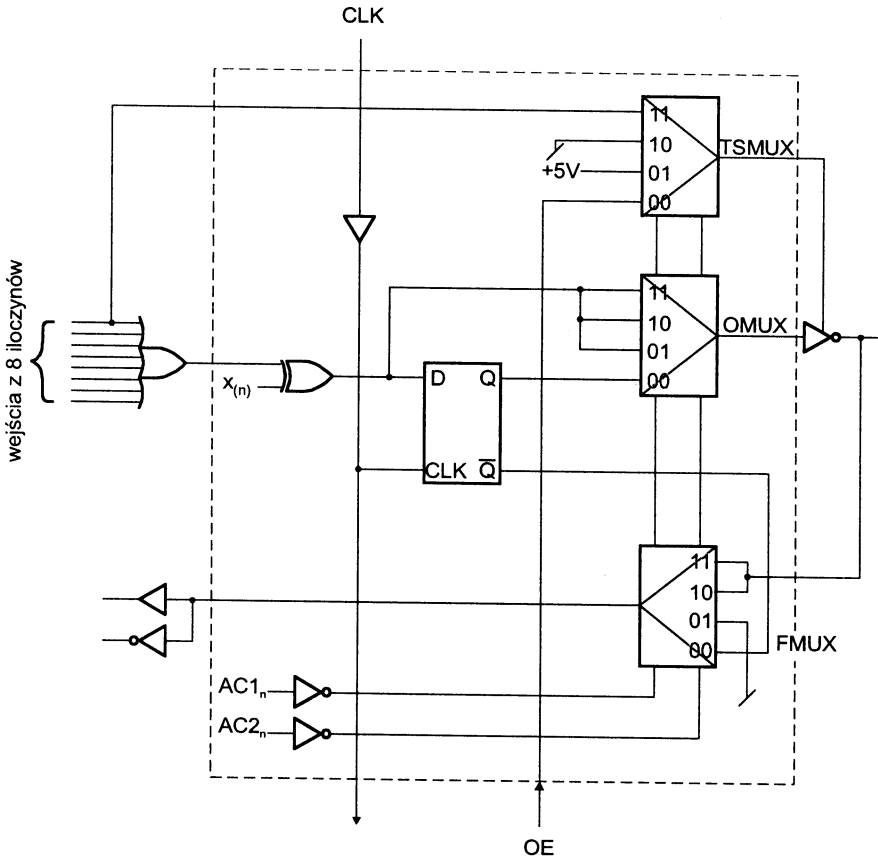 CLK
11
10
01
00
+5V
TSMUX
wejścia z 8 iloczynów
x(n)
11
10
01
00
OMUX
D Q
CLK Q̅
11
10
01
00
FMUX
AC1n
AC2n
OE